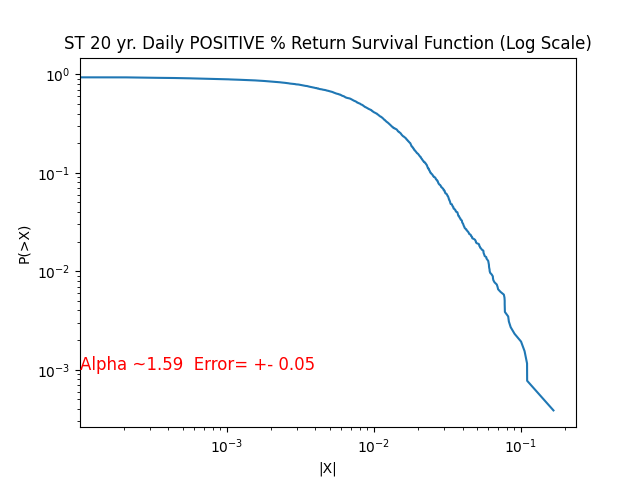 ST 20 yr. Daily POSITIVE % Return Survival Function (Log Scale)
10⁰
10⁻¹
10⁻²
10⁻³
P(>X)
Alpha ~1.59  Error= +- 0.05
10⁻³ 10⁻² 10⁻¹
|X|